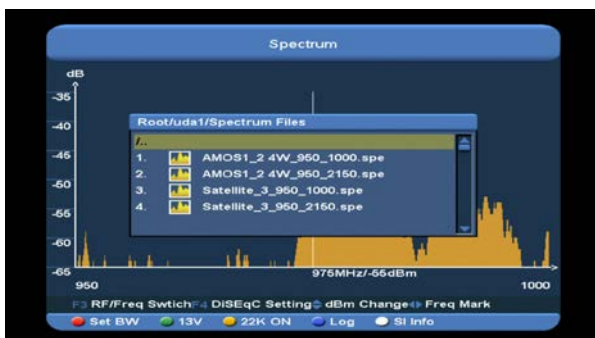 Spectrum
dB
-35
Root/uda1/Spectrum Files
-40
/..
-45
1. AMOS1_2 4W_950_1000.spe
2. AMOS1_2 4W_950_2150.spe
-50
3. Satellite_3_950_1000.spe
4. Satellite_3_950_2150.spe
-55
-60
-65
975MHz/-55dBm
950
1000
F3 RF/Freq Swtich F4 DiSEqC Setting dBm Change Freq Mark
Set BW 13V 22K ON Log SI Info